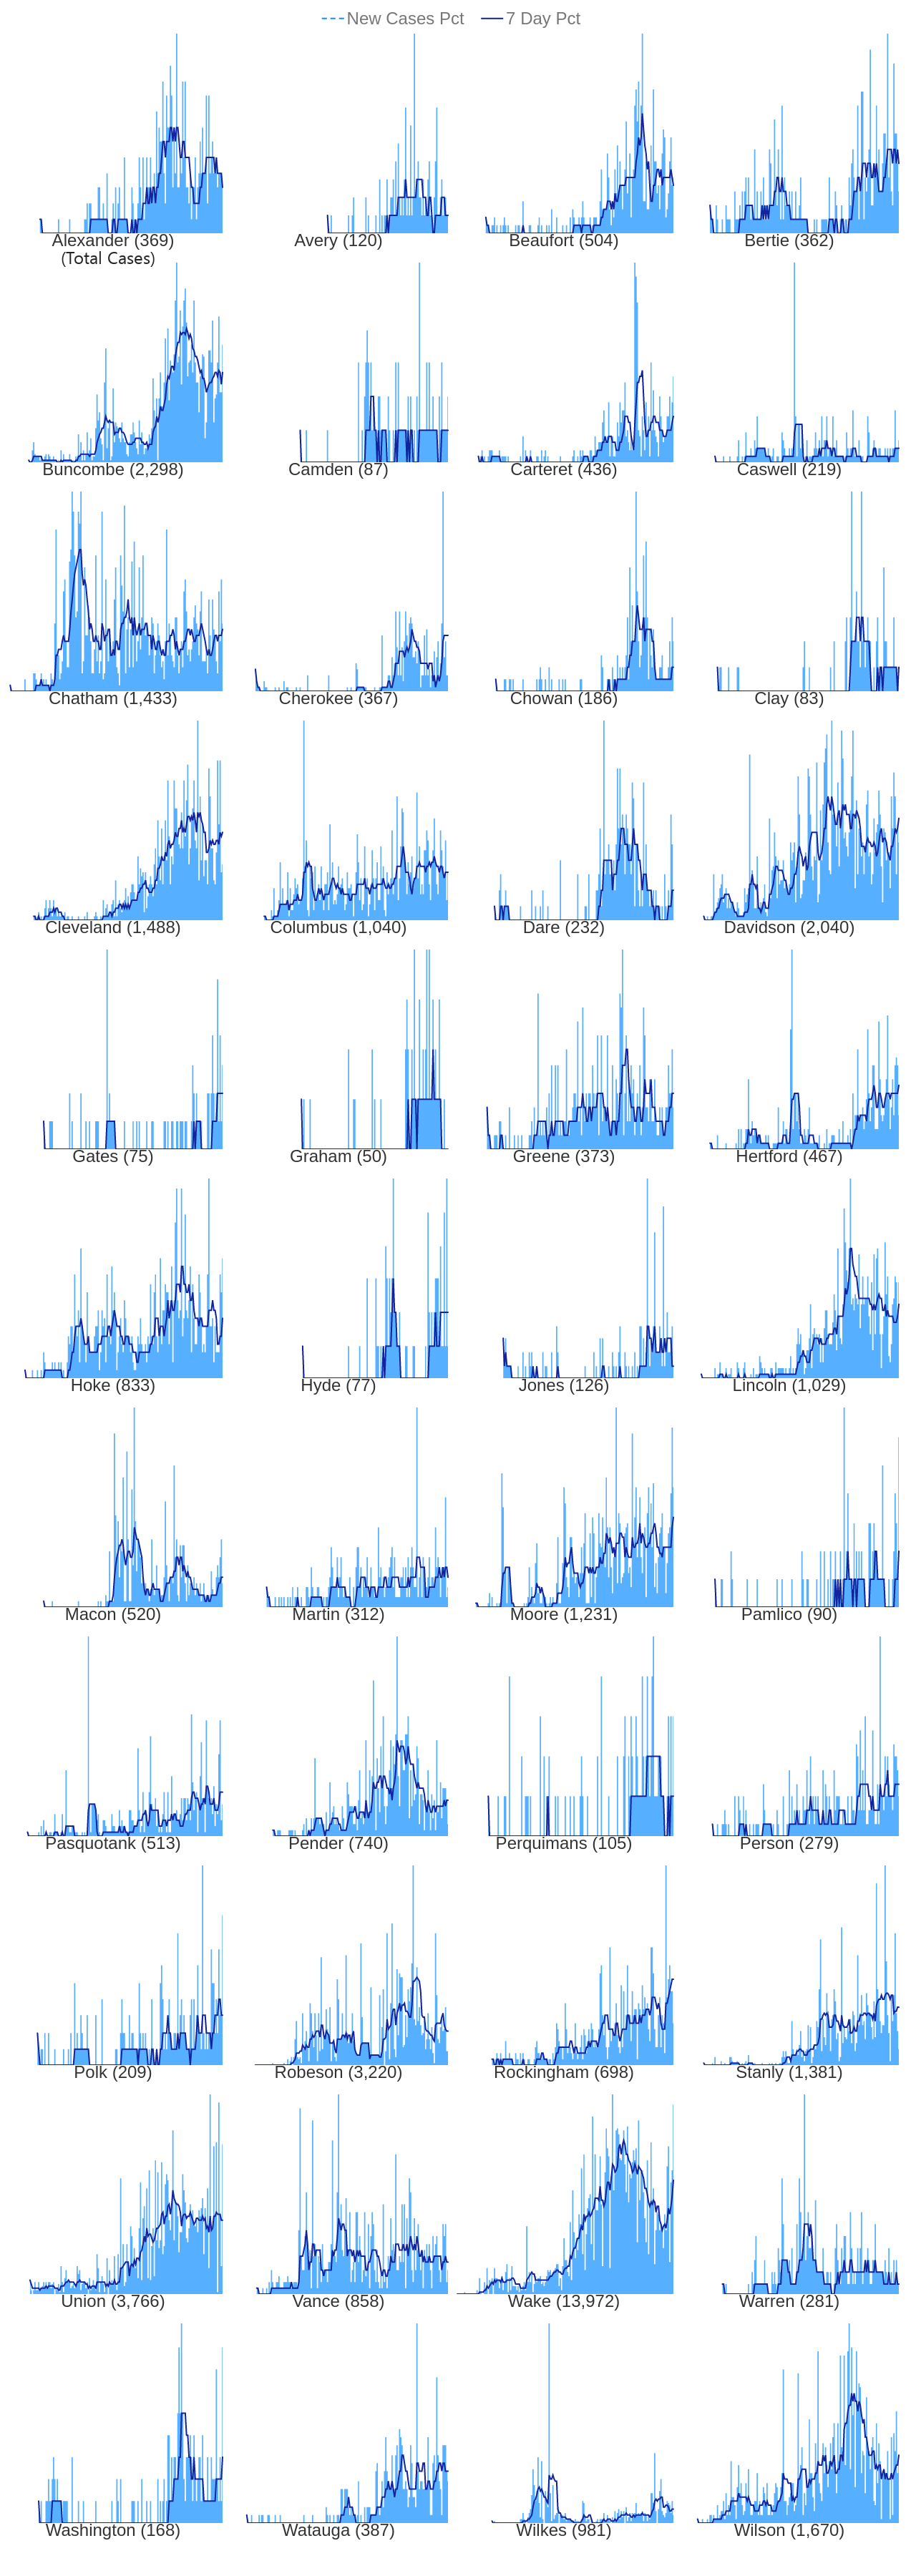 New Cases Pct 7 Day Pct
Alexander (369) Avery (120) Beaufort (504) Bertie (362)
(Total Cases)
Buncombe (2,298) Camden (87) Carteret (436) Caswell (219)
Chatham (1,433) Cherokee (367) Chowan (186) Clay (83)
Cleveland (1,488) Columbus (1,040) Dare (232) Davidson (2,040)
Gates (75) Graham (50) Greene (373) Hertford (467)
Hoke (833) Hyde (77) Jones (126) Lincoln (1,029)
Macon (520) Martin (312) Moore (1,231) Pamlico (90)
Pasquotank (513) Pender (740) Perquimans (105) Person (279)
Polk (209) Robeson (3,220) Rockingham (698) Stanly (1,381)
Union (3,766) Vance (858) Wake (13,972) Warren (281)
Washington (168) Watauga (387) Wilkes (981) Wilson (1,670)